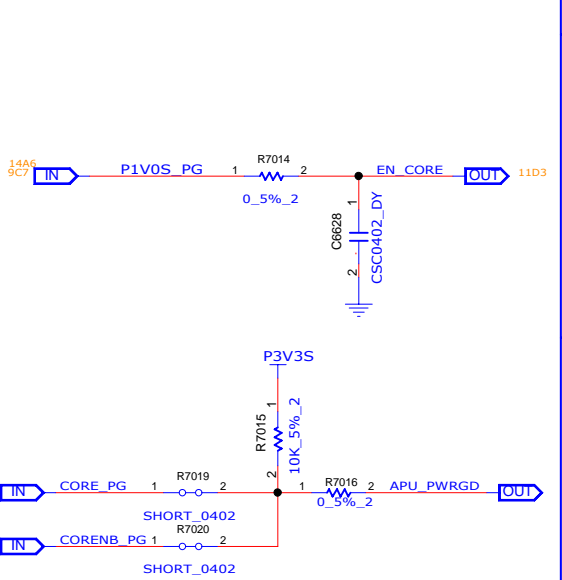 14A6
9C7
IN
P1V0S_PG
1
R7014
2
0_5%_2
EN_CORE
OUT
11D3
C6628
1
2
CSC0402_DY
P3V3S
R7015
1
2
10K_5%_2
IN
CORE_PG
1
R7019
2
SHORT_0402
1
R7016
2
0_5%_2
APU_PWRGD
OUT
IN
CORENB_PG
1
R7020
2
SHORT_0402